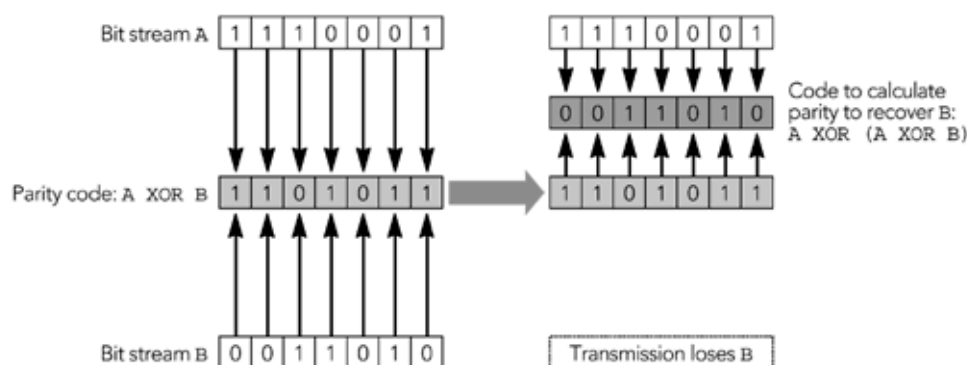 Bit stream A 1 1 1 0 0 0 1
1 1 1 0 0 0 1
0 0 1 1 0 1 0
Code to calculate
parity to recover B:
A XOR (A XOR B)
Parity code: A XOR B 1 1 0 1 0 1 1
1 1 0 1 0 1 1
Bit stream B 0 0 1 1 0 1 0
Transmission loses B